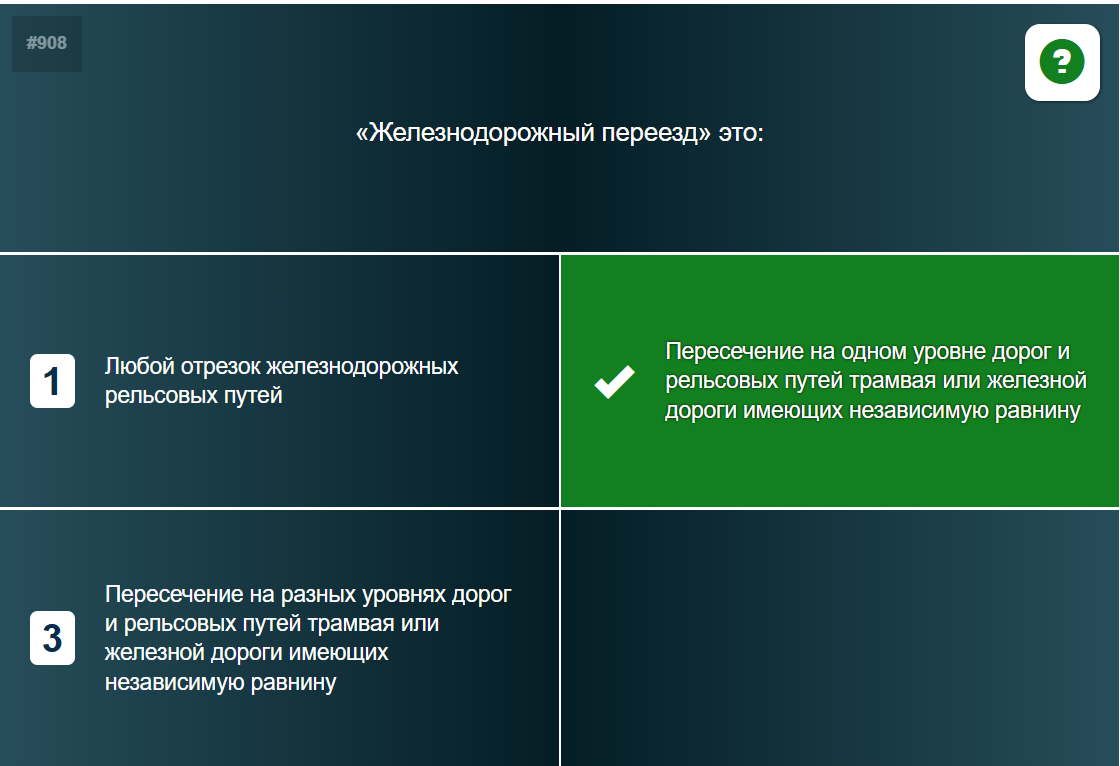 #908
?
«Железнодорожный переезд» это:
1
Любой отрезок железнодорожных
рельсовых путей
Пересечение на одном уровне дорог и
рельсовых путей трамвая или железной
дороги имеющих независимую равнину
3
Пересечение на разных уровнях дорог
и рельсовых путей трамвая или
железной дороги имеющих
независимую равнину